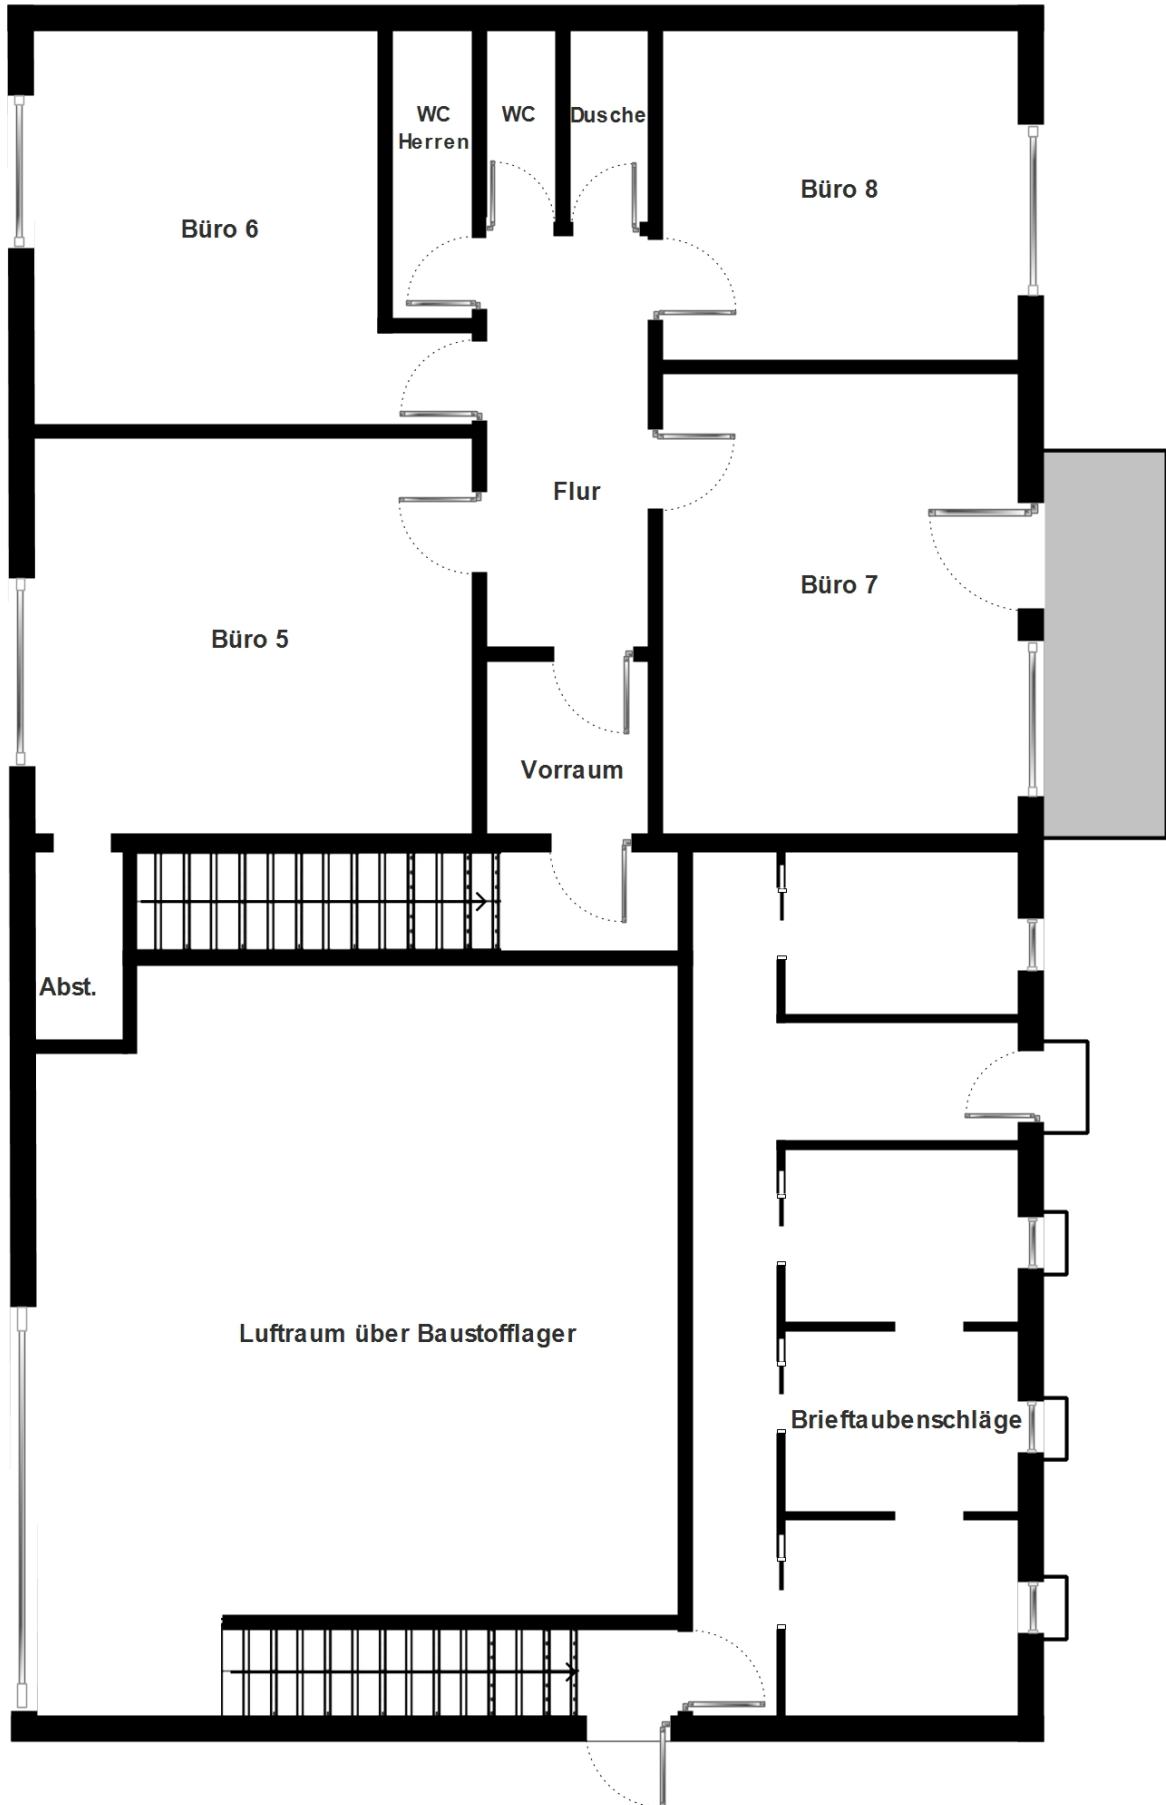 WC
Herren
WC
Dusche
Büro 8
Büro 6
Flur
Büro 7
Büro 5
Vorraum
Abst.
Luftraum über Baustofflager
Brieftaubenschläge